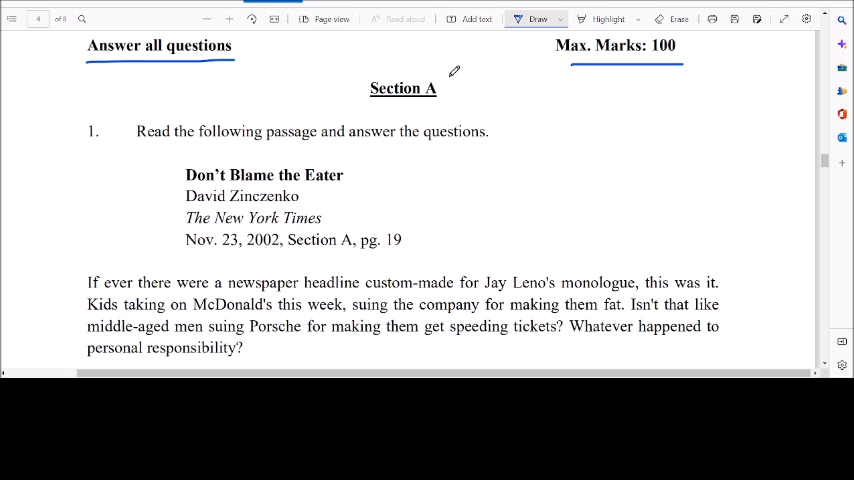 4 of 8 Page view Read aloud Add text Draw Highlight Erase
Answer all questions Max. Marks: 100
Section A
1. Read the following passage and answer the questions.
Don't Blame the Eater
David Zinczenko
The New York Times
Nov. 23, 2002, Section A, pg. 19
If ever there were a newspaper headline custom-made for Jay Leno's monologue, this was it.
Kids taking on McDonald's this week, suing the company for making them fat. Isn't that like
middle-aged men suing Porsche for making them get speeding tickets? Whatever happened to
personal responsibility?